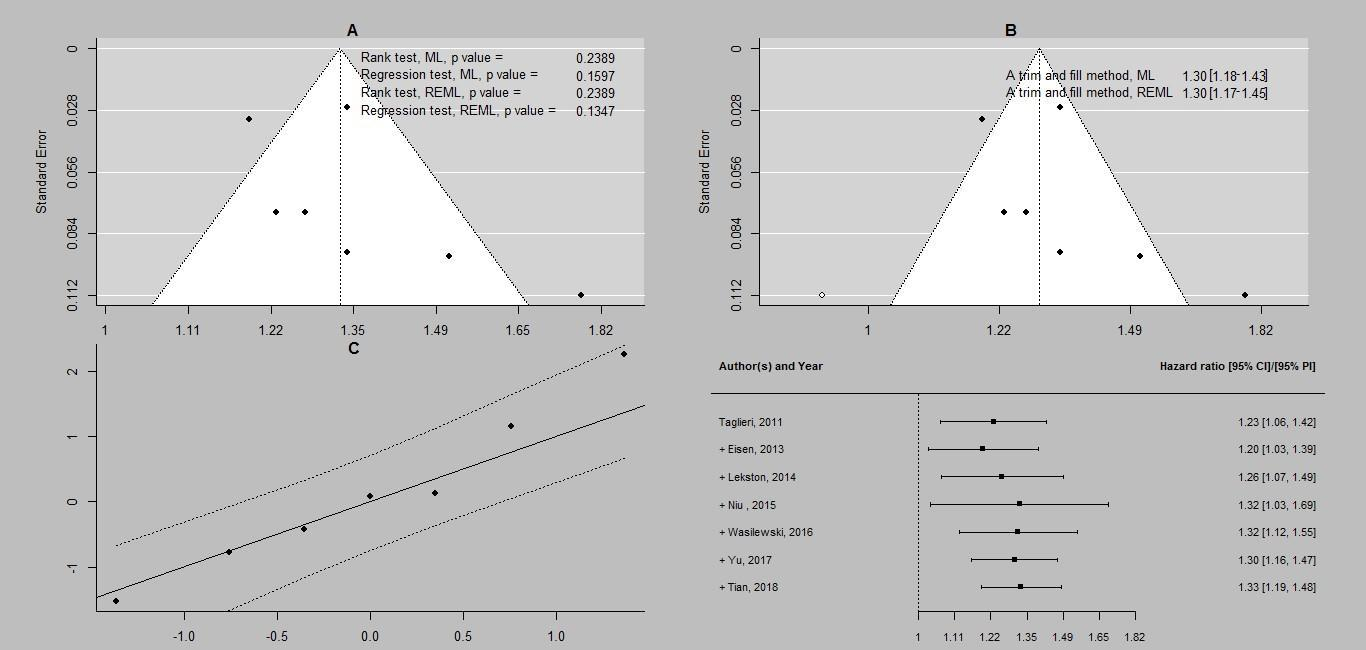 A
Rank test, ML, p value = 0.2389
Regression test, ML, p value = 0.1597
Rank test, REML, p value = 0.2389
Regression test, REML, p value = 0.1347
Standard Error
0
0.028
0.056
0.084
0.112
1 1.11 1.22 1.35 1.49 1.65 1.82
B
A trim and fill method, ML 1.30 [1.18-1.43]
A trim and fill method, REML 1.30 [1.17-1.45]
Standard Error
0
0.028
0.056
0.084
0.112
1 1.22 1.49 1.82
C
2
1
0
-1
-1.0 -0.5 0.0 0.5 1.0
Author(s) and Year Hazard ratio [95% CI]/[95% PI]
Taglieri, 2011 1.23 [1.06, 1.42]
+ Eisen, 2013 1.20 [1.03, 1.39]
+ Lekston, 2014 1.26 [1.07, 1.49]
+ Niu , 2015 1.32 [1.03, 1.69]
+ Wasilewski, 2016 1.32 [1.12, 1.55]
+ Yu, 2017 1.30 [1.16, 1.47]
+ Tian, 2018 1.33 [1.19, 1.48]
1 1.11 1.22 1.35 1.49 1.65 1.82